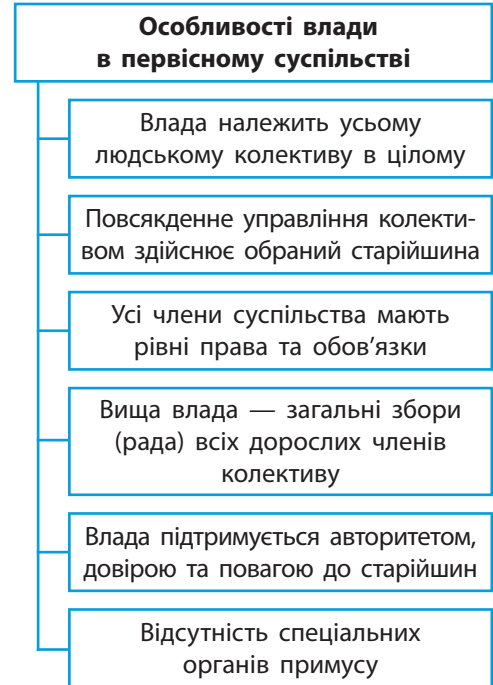 Особливості влади
в первісному суспільстві
Влада належить усьому
людському колективу в цілому
Повсякденне управління колекти-
вом здійснює обраний старійшина
Усі члени суспільства мають
рівні права та обов'язки
Вища влада — загальні збори
(рада) всіх дорослих членів
колективу
Влада підтримується авторитетом,
довірою та повагою до старійшин
Відсутність спеціальних
органів примусу